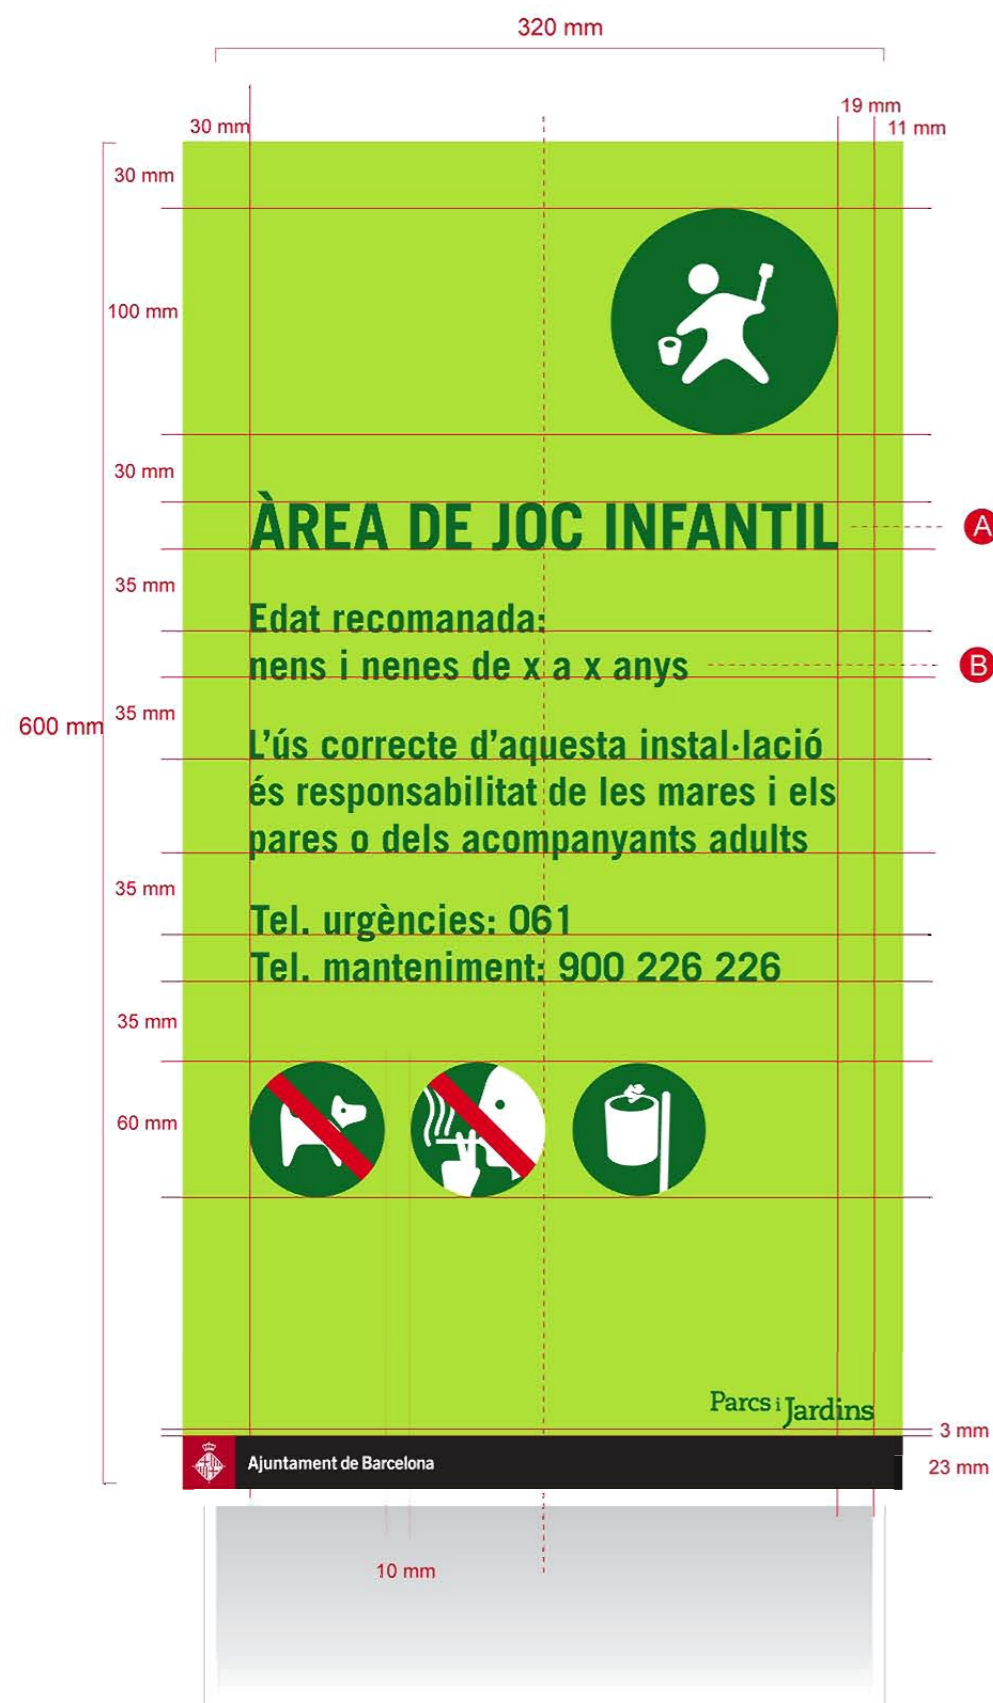 320 mm
19 mm
30 mm
11 mm
30 mm
100 mm
30 mm
ÀREA DE JOC INFANTIL
A
35 mm
Edat recomanada:
nens i nenes de x a x anys
B
35 mm
600 mm
L'ús correcte d'aquesta instal·lació
és responsabilitat de les mares i els
pares o dels acompanyants adults
35 mm
Tel. urgències: 061
Tel. manteniment: 900 226 226
35 mm
60 mm
Parcs i Jardins
3 mm
Ajuntament de Barcelona
23 mm
10 mm